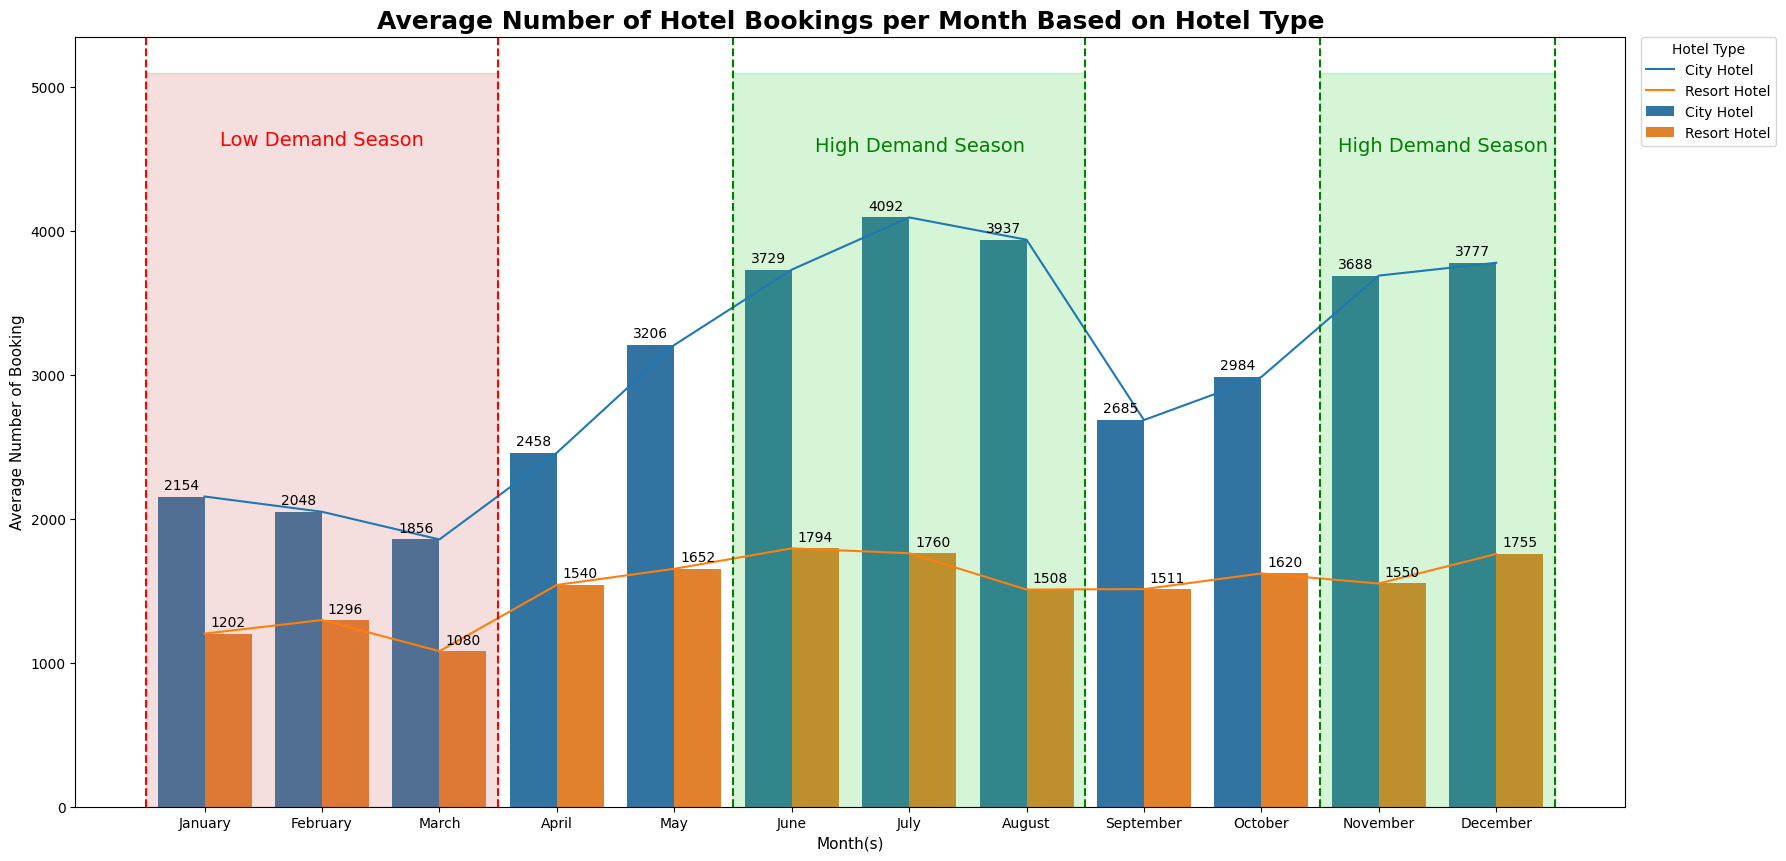 Average Number of Hotel Bookings per Month Based on Hotel Type
Hotel Type
City Hotel
Resort Hotel
City Hotel
Resort Hotel
Low Demand Season
High Demand Season
High Demand Season
Average Number of Booking
5000
4000
3000
2000
1000
0
2154
2048
1856
2458
3206
3729
4092
3937
2685
2984
3688
3777
1202
1296
1080
1540
1652
1794
1760
1508
1511
1620
1550
1755
January
February
March
April
May
June
July
August
September
October
November
December
Month(s)